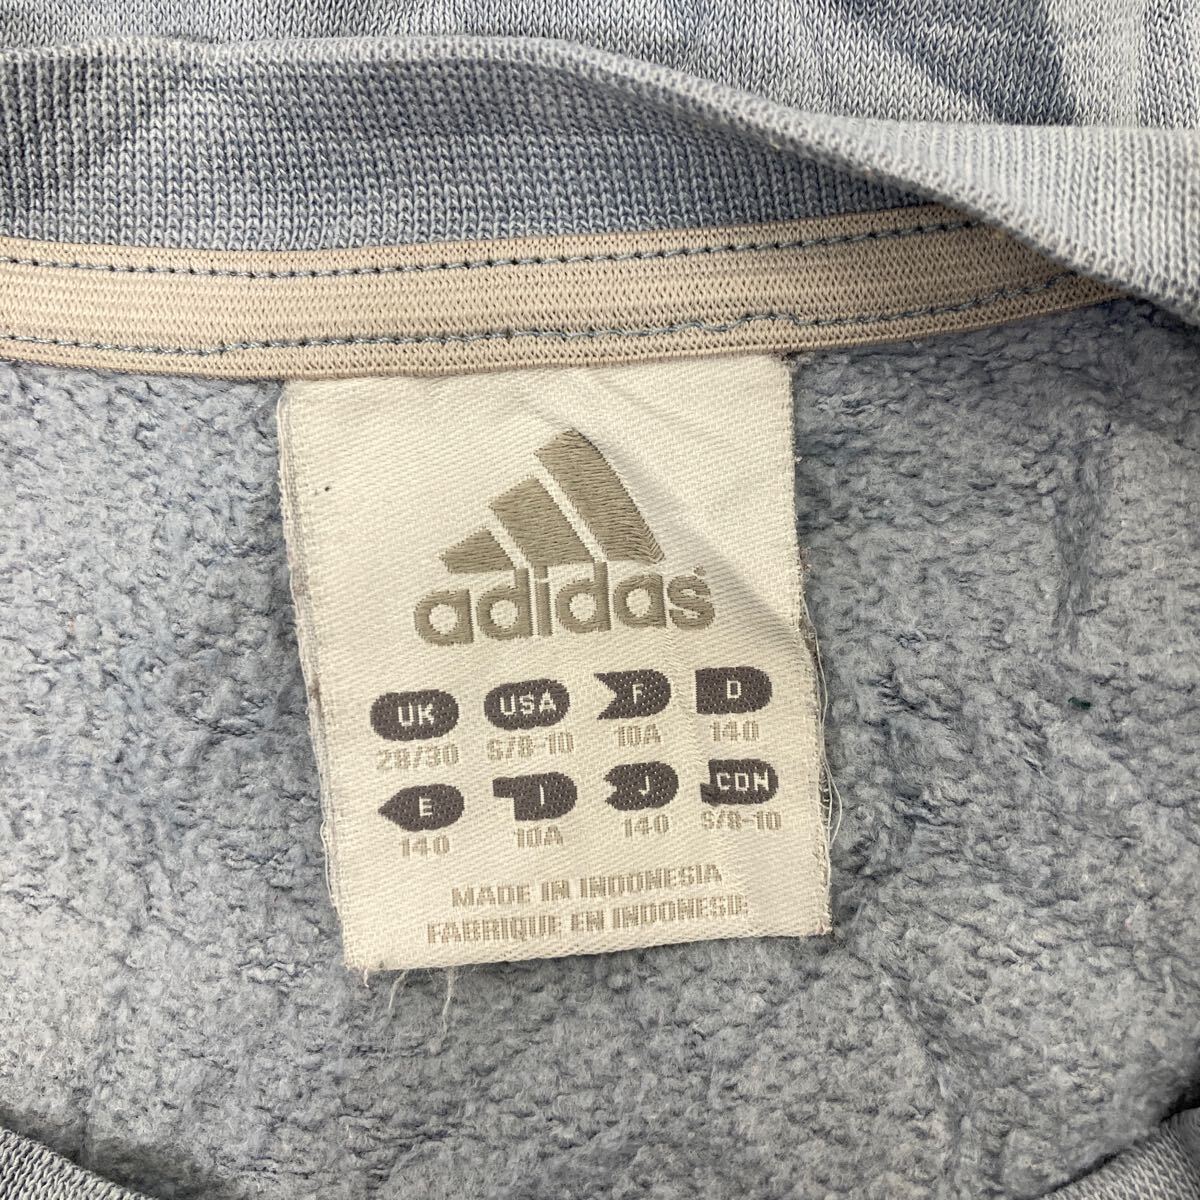 adidas
UK USA F D
28/30 S/8-10 10A 140
E I J CDN
140 10A 140 S/8-10
MADE IN INDONESIA
FABRIQUE EN INDONESIE